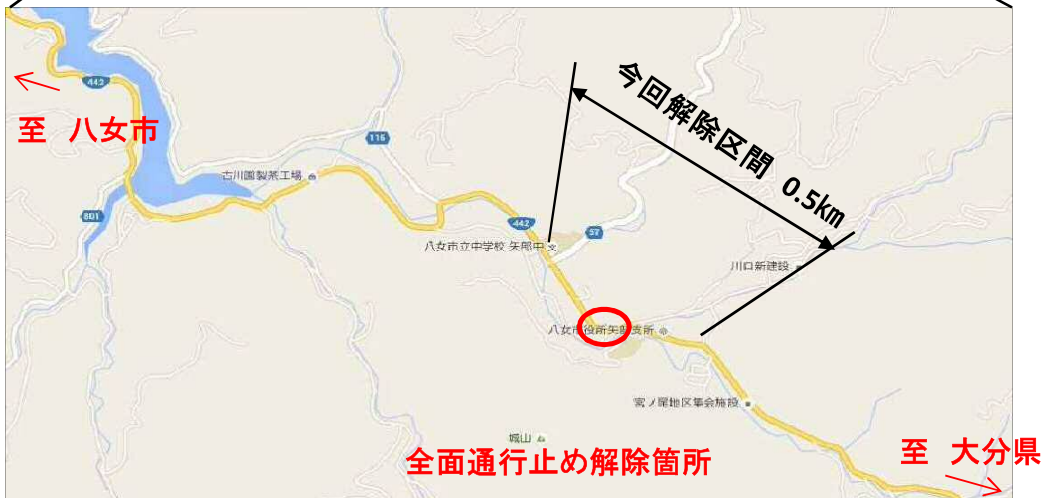 442
至 八女市
今回解除区間 0.5km
115
古川園製茶工場
801
442
57
八女市立中学校 矢部中
川口新建設
八女市役所矢部支所
宮ノ尾地区集会施設
城山
全面通行止め解除箇所
至 大分県